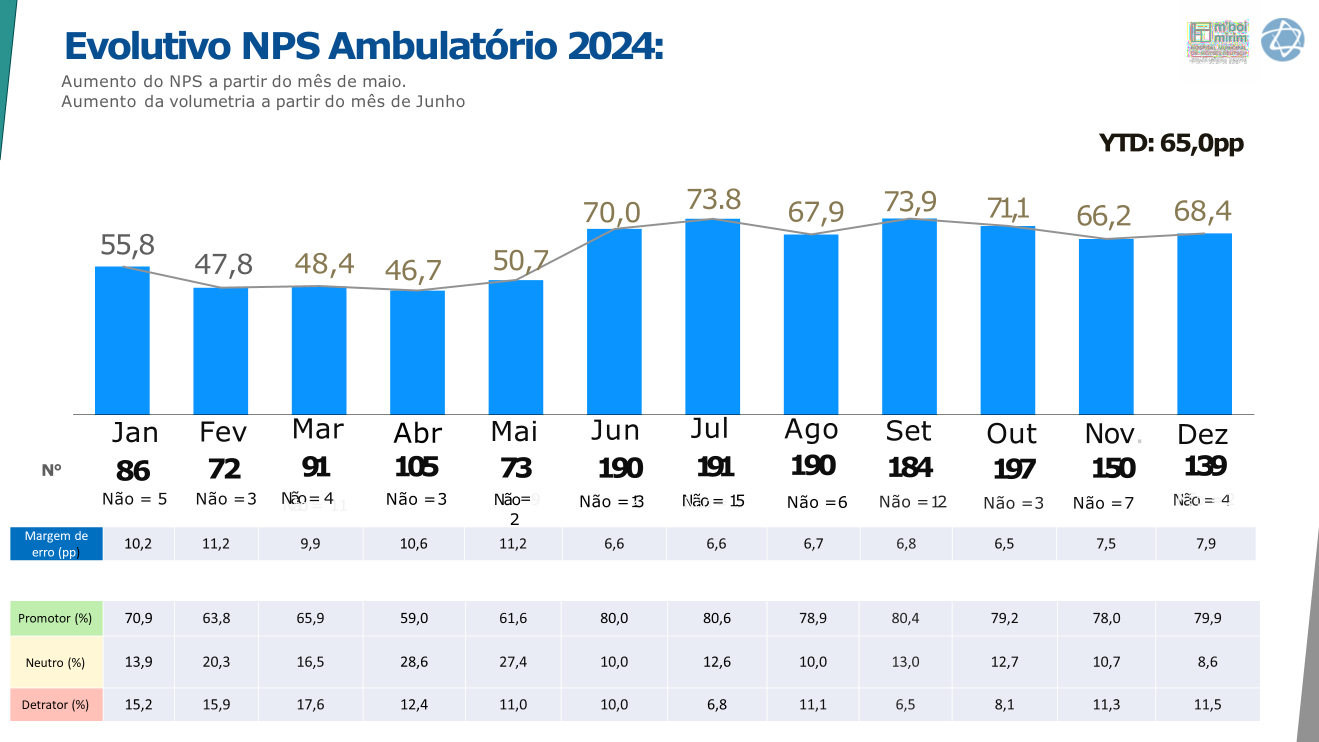 Evolutivo NPS Ambulatório 2024:
Aumento do NPS a partir do mês de maio.
Aumento da volumetria a partir do mês de Junho
m'boi
mirim
YTD: 65,0pp
55,8 47,8 48,4 46,7 50,7 70,0 73.8 67,9 73,9 71,1 66,2 68,4
Jan Fev Mar Abr Mai Jun Jul Ago Set Out Nov. Dez
Nº 86 72 91 105 73 190 191 190 184 197 150 139
Não = 5 Não =3 Não= 4 Não =3 Não= 2 Não =3 Não = 15 Não =6 Não =12 Não =3 Não =7 Não= 4
Margem de erro (pp) 10,2 11,2 9,9 10,6 11,2 6,6 6,6 6,7 6,8 6,5 7,5 7,9
Promotor (%) 70,9 63,8 65,9 59,0 61,6 80,0 80,6 78,9 80,4 79,2 78,0 79,9
Neutro (%) 13,9 20,3 16,5 28,6 27,4 10,0 12,6 10,0 13,0 12,7 10,7 8,6
Detrator (%) 15,2 15,9 17,6 12,4 11,0 10,0 6,8 11,1 6,5 8,1 11,3 11,5